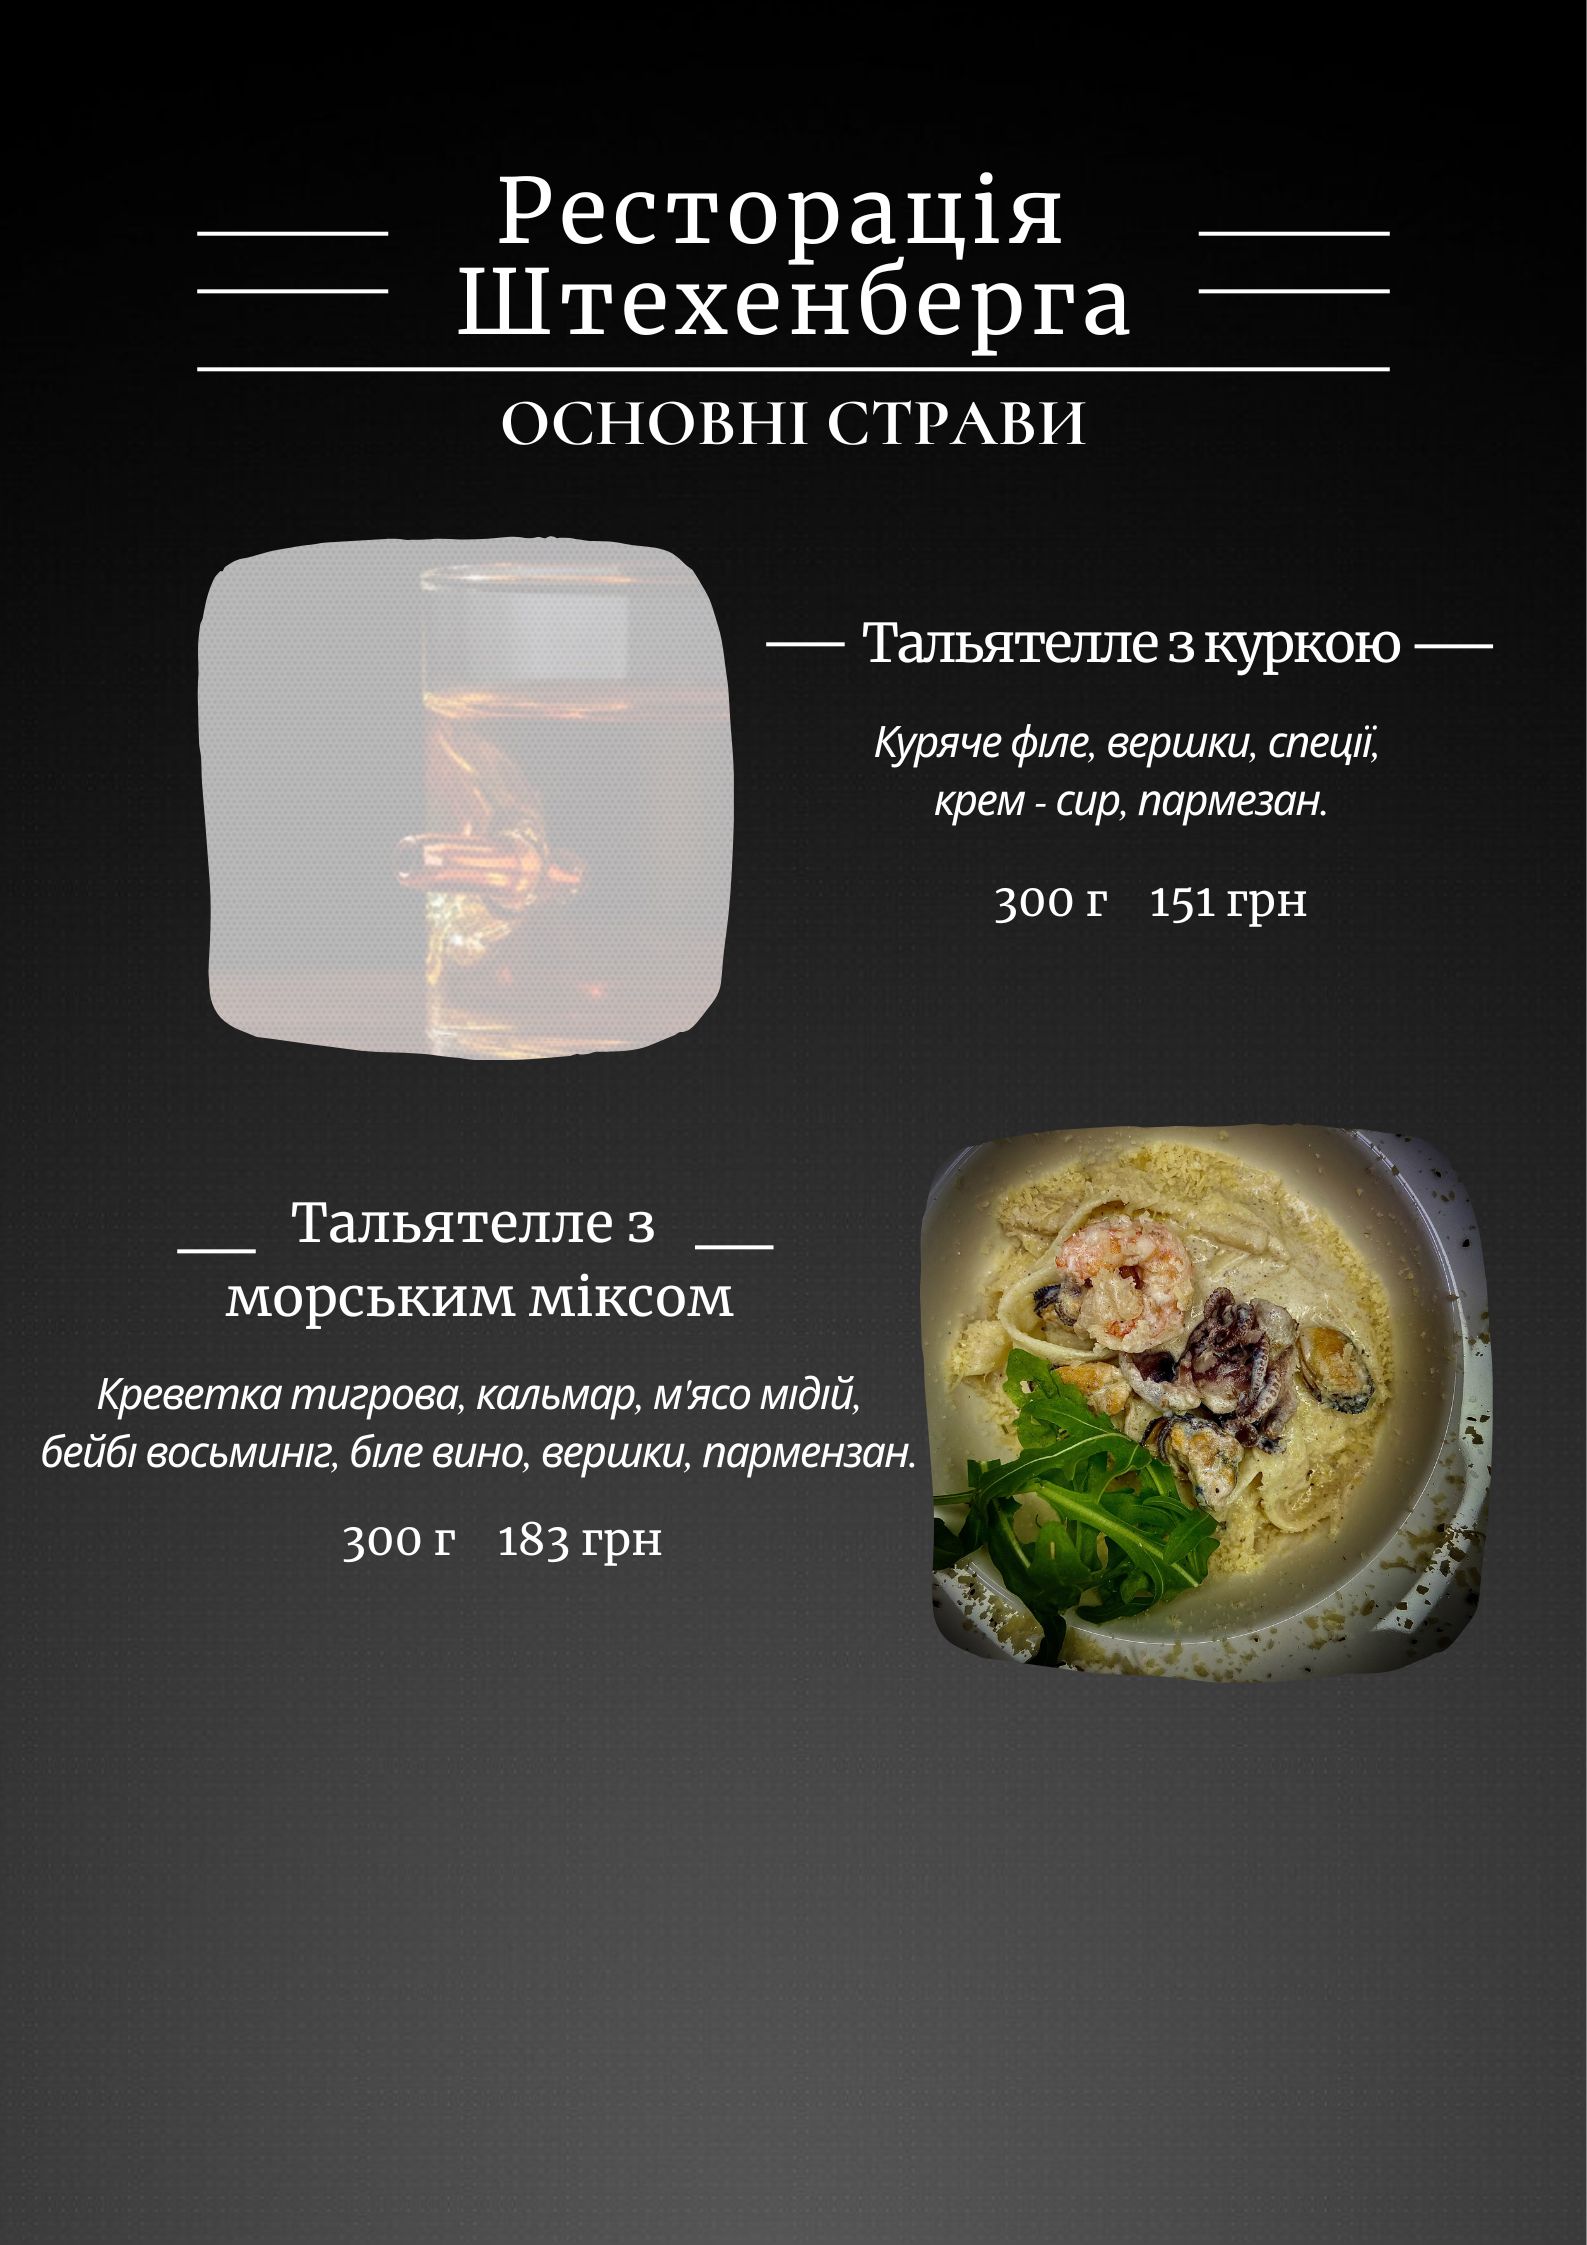 Ресторація
Штехенберга
ОСНОВНІ СТРАВИ
Тальятелле з куркою
Куряче філе, вершки, спеції,
крем - сир, пармезан.
300 г 151 грн
Тальятелле з
морським міксом
Креветка тигрова, кальмар, м'ясо мідій,
бейбі восьминіг, біле вино, вершки, пармензан.
300 г 183 грн